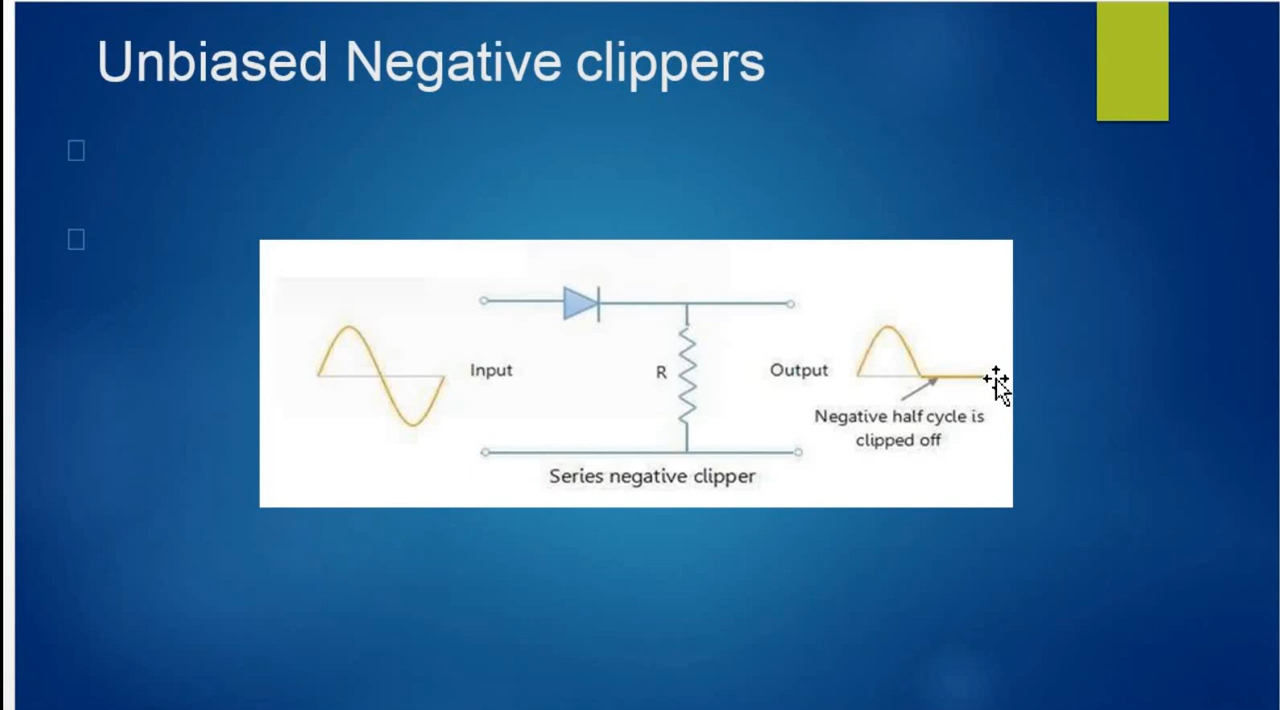 Unbiased Negative clippers
Input
R
Output
Negative half cycle is
clipped off
Series negative clipper